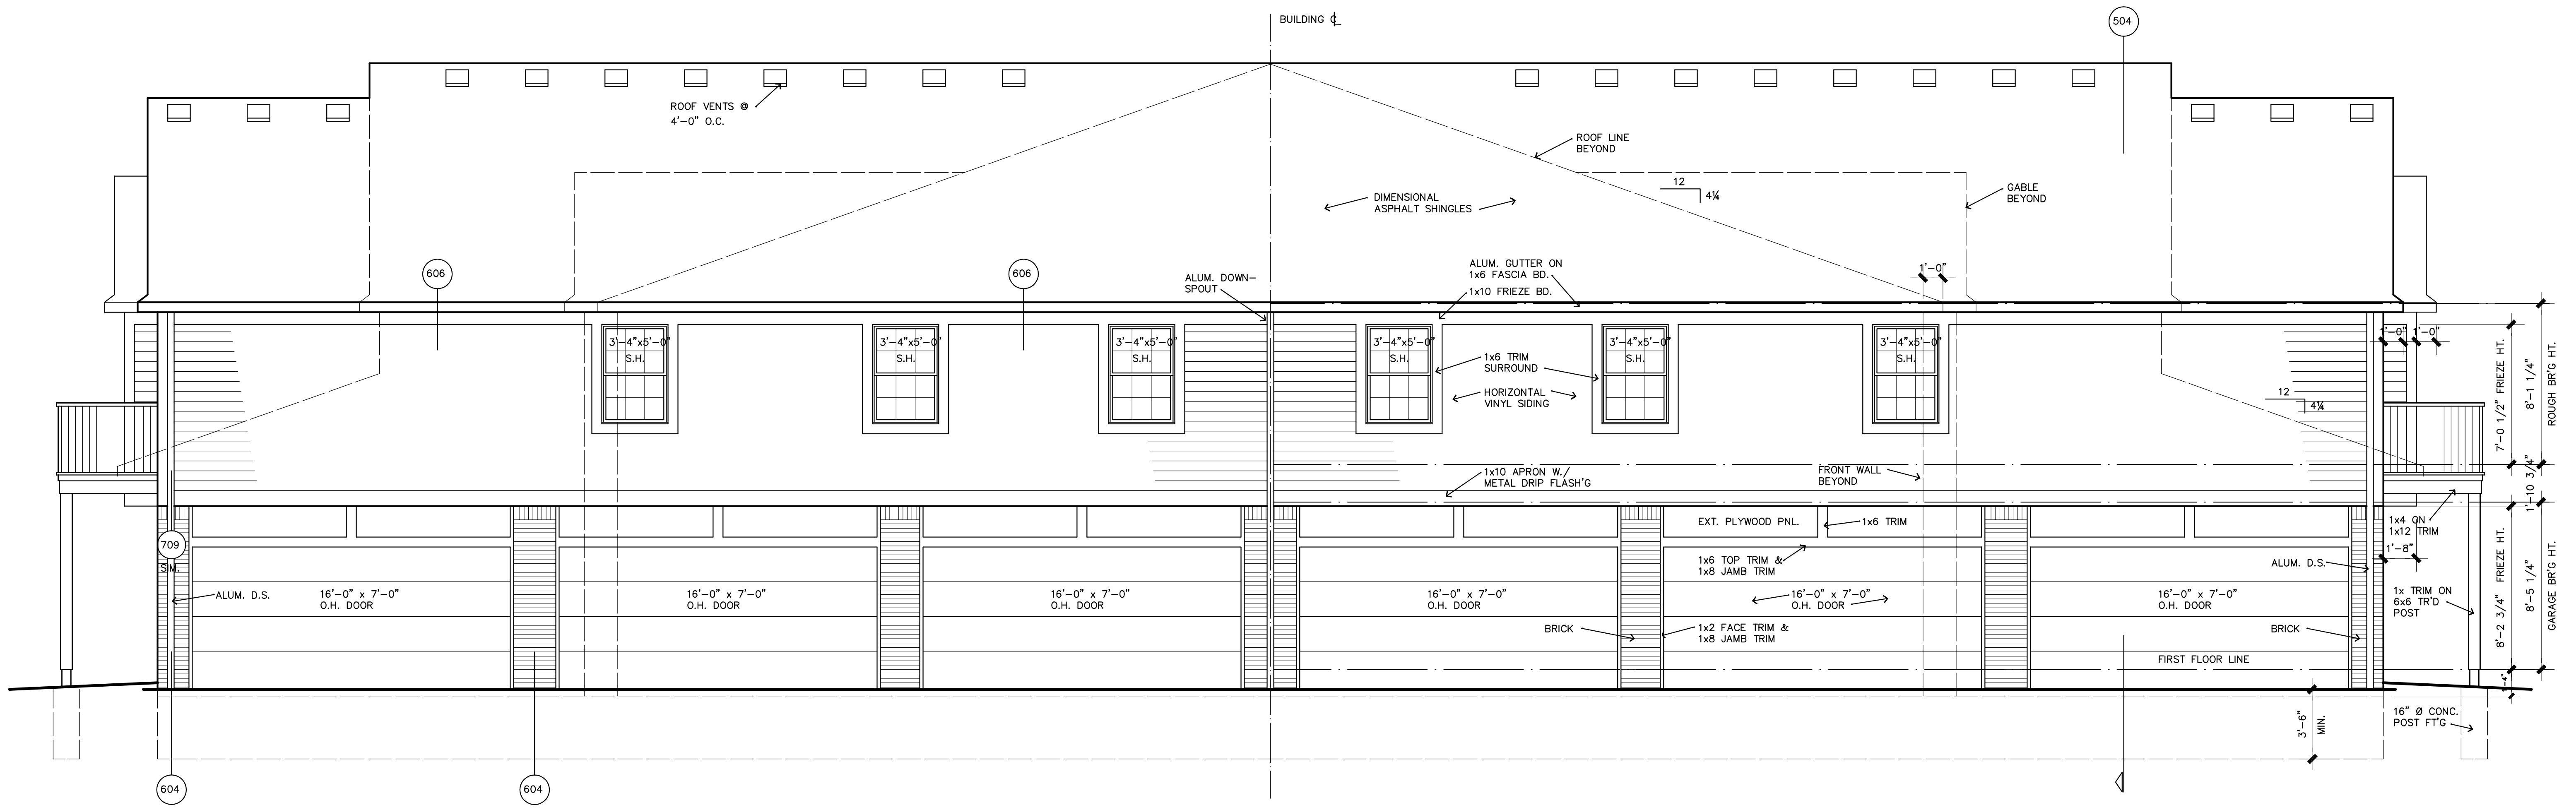 BUILDING ℄
504
ROOF VENTS @
4'-0" O.C.
ROOF LINE
BEYOND
12
4¼
GABLE
BEYOND
DIMENSIONAL
ASPHALT SHINGLES
606
606
ALUM. DOWN-
SPOUT
ALUM. GUTTER ON
1x6 FASCIA BD.
1x10 FRIEZE BD.
1'-0"
3'-4"x5'-0"
S.H.
3'-4"x5'-0"
S.H.
3'-4"x5'-0"
S.H.
3'-4"x5'-0"
S.H.
3'-4"x5'-0"
S.H.
3'-4"x5'-0"
S.H.
1'-0"
1'-0"
1x6 TRIM
SURROUND
HORIZONTAL
VINYL SIDING
12
4¼
7'-0 1/2" FRIEZE HT.
8'-1 1/4"
ROUGH BR'G HT.
1x10 APRON W./
METAL DRIP FLASH'G
FRONT WALL
BEYOND
1'-10 3/4"
EXT. PLYWOOD PNL.
1x6 TRIM
1x4 ON
1x12 TRIM
1'-8"
709
SIM.
1x6 TOP TRIM &
1x8 JAMB TRIM
ALUM. D.S.
ALUM. D.S.
16'-0" x 7'-0"
O.H. DOOR
16'-0" x 7'-0"
O.H. DOOR
16'-0" x 7'-0"
O.H. DOOR
16'-0" x 7'-0"
O.H. DOOR
16'-0" x 7'-0"
O.H. DOOR
16'-0" x 7'-0"
O.H. DOOR
1x TRIM ON
6x6 TR'D
POST
8'-2 3/4" FRIEZE HT.
8'-5 1/4"
GARAGE BR'G HT.
BRICK
1x2 FACE TRIM &
1x8 JAMB TRIM
BRICK
FIRST FLOOR LINE
3'-6"
MIN.
16" Ø CONC.
POST FT'G
604
604